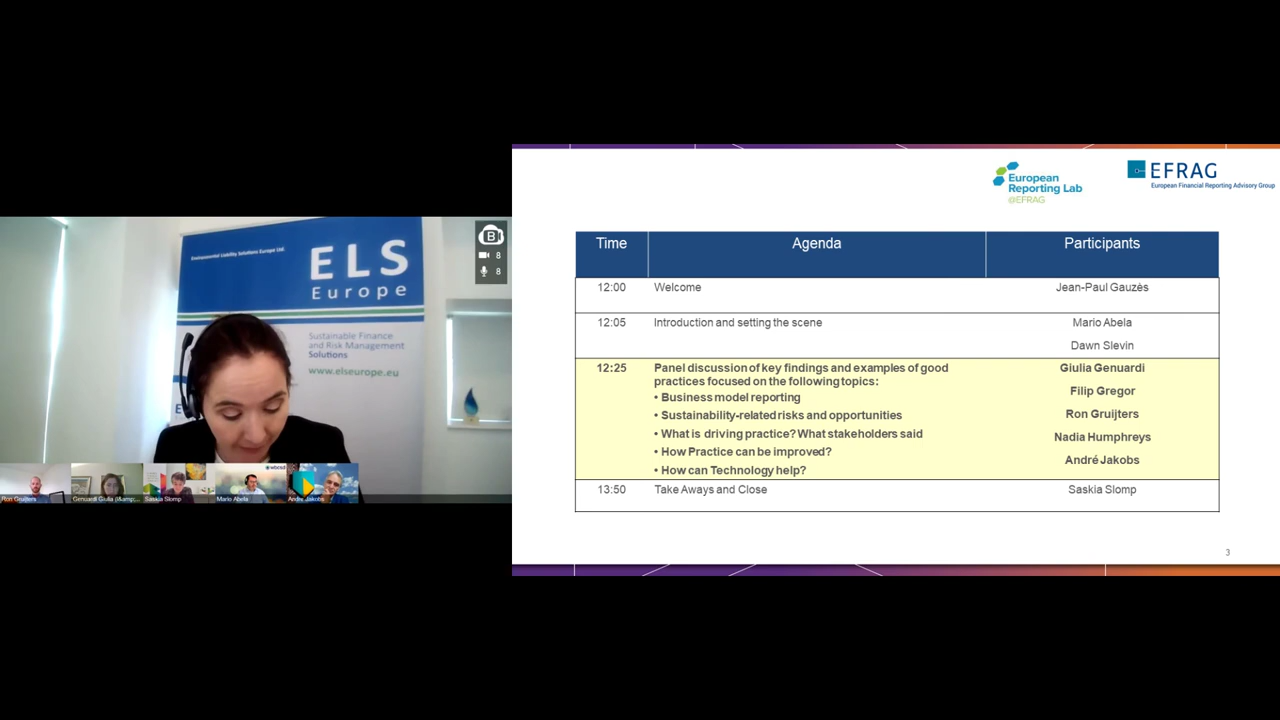 Environmental Liability Solutions Europe Ltd.
ELS
Europe
Sustainable Finance
and Risk Management
Solutions
www.elseurope.eu
B
8
8
Ron Gruijters
Genuardi Giulia (&amp;...
Saskia Slomp
Mario Abela
André Jakobs
European
Reporting Lab
@EFRAG
EFRAG
European Financial Reporting Advisory Group
Time Agenda Participants
12:00 Welcome Jean-Paul Gauzès
12:05 Introduction and setting the scene Mario Abela
Dawn Slevin
12:25 Panel discussion of key findings and examples of good Giulia Genuardi
practices focused on the following topics:
• Business model reporting Filip Gregor
• Sustainability-related risks and opportunities Ron Gruijters
• What is driving practice? What stakeholders said Nadia Humphreys
• How Practice can be improved? André Jakobs
• How can Technology help?
13:50 Take Aways and Close Saskia Slomp
3